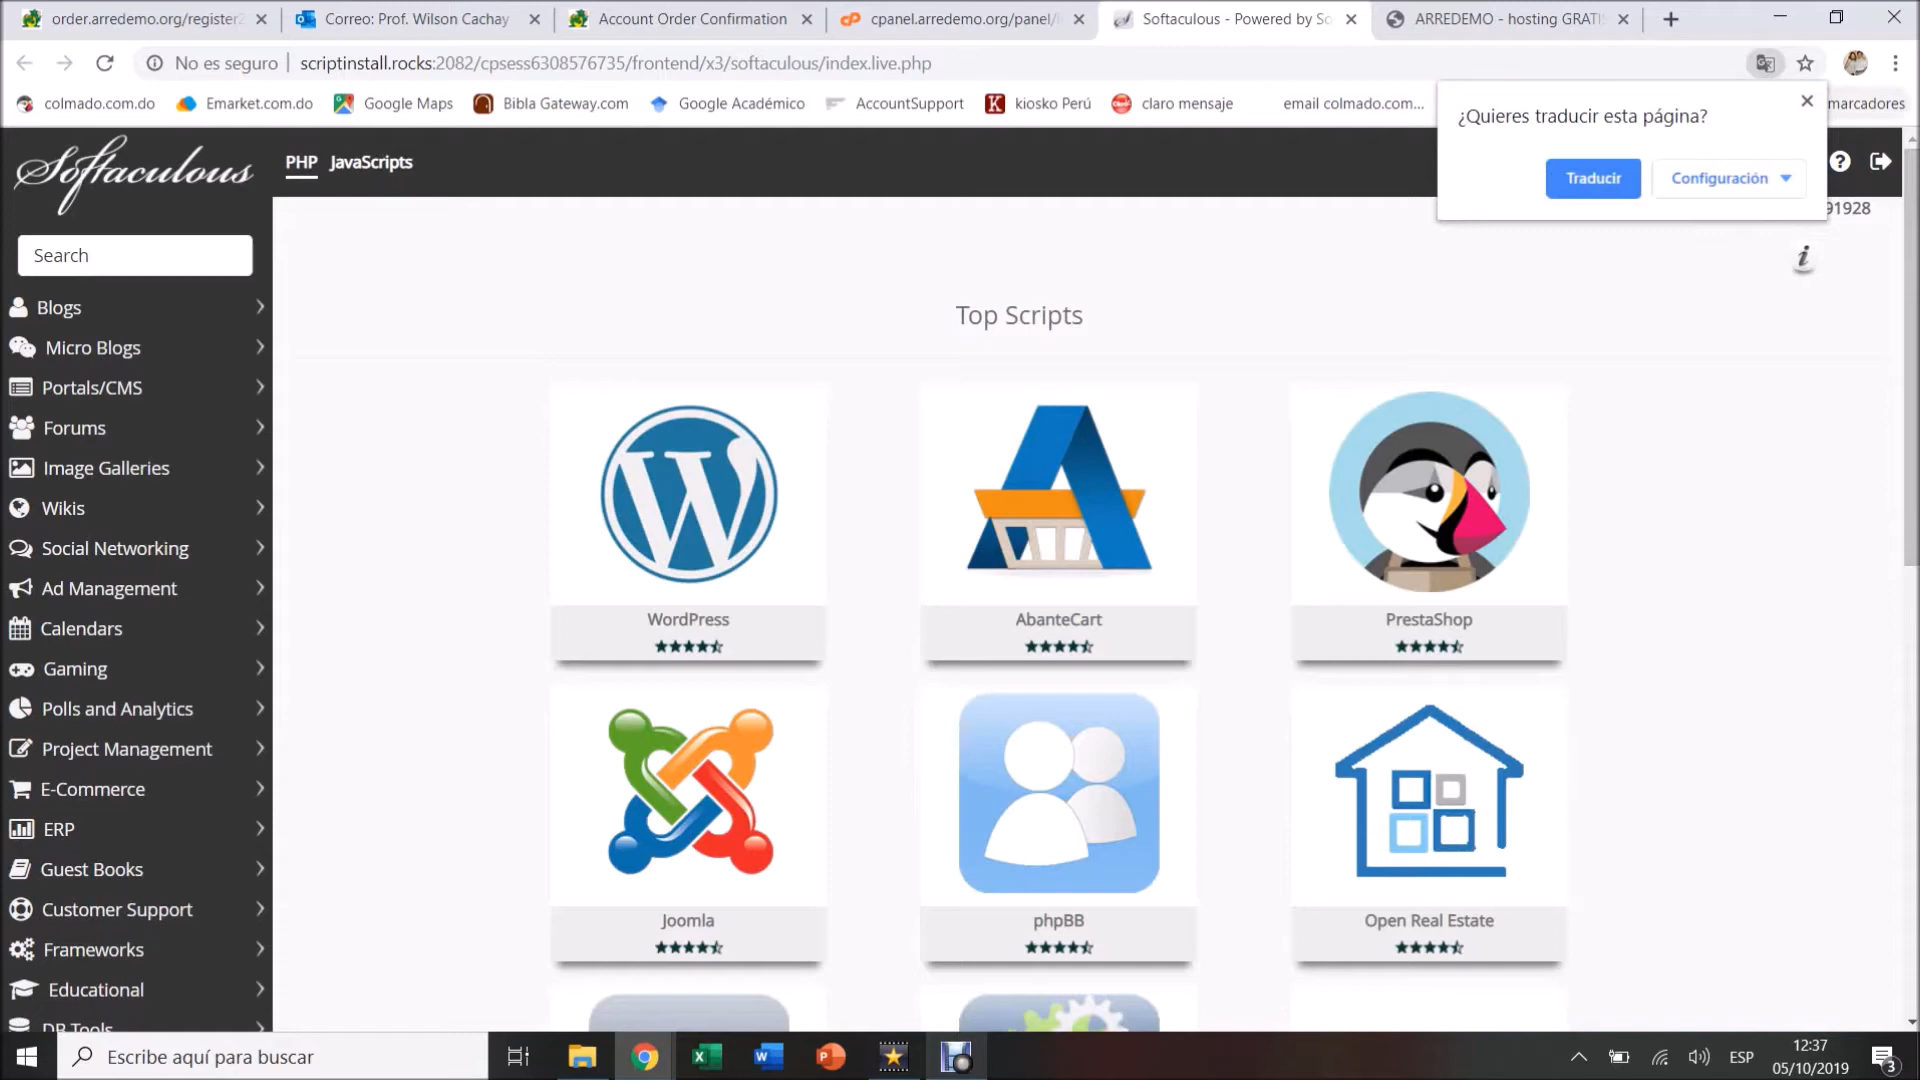 order.arredemo.org/register2
Correo: Prof. Wilson Cachay
Account Order Confirmation
cpanel.arredemo.org/panel/
Softaculous - Powered by So
ARREDEMO - hosting GRATI
No es seguro
scriptinstall.rocks:2082/cpsess6308576735/frontend/x3/softaculous/index.live.php
colmado.com.do
Emarket.com.do
Google Maps
Bibla Gateway.com
Google Académico
AccountSupport
kiosko Perú
claro mensaje
email colmado.com...
marcadores
¿Quieres traducir esta página?
Traducir
Configuración
Softaculous
PHP
JavaScripts
91928
Search
Blogs
Micro Blogs
Portals/CMS
Forums
Image Galleries
Wikis
Social Networking
Ad Management
Calendars
Gaming
Polls and Analytics
Project Management
E-Commerce
ERP
Guest Books
Customer Support
Frameworks
Educational
DB Tools
Top Scripts
WordPress
AbanteCart
PrestaShop
Joomla
phpBB
Open Real Estate
Escribe aquí para buscar
ESP
12:37
05/10/2019
3